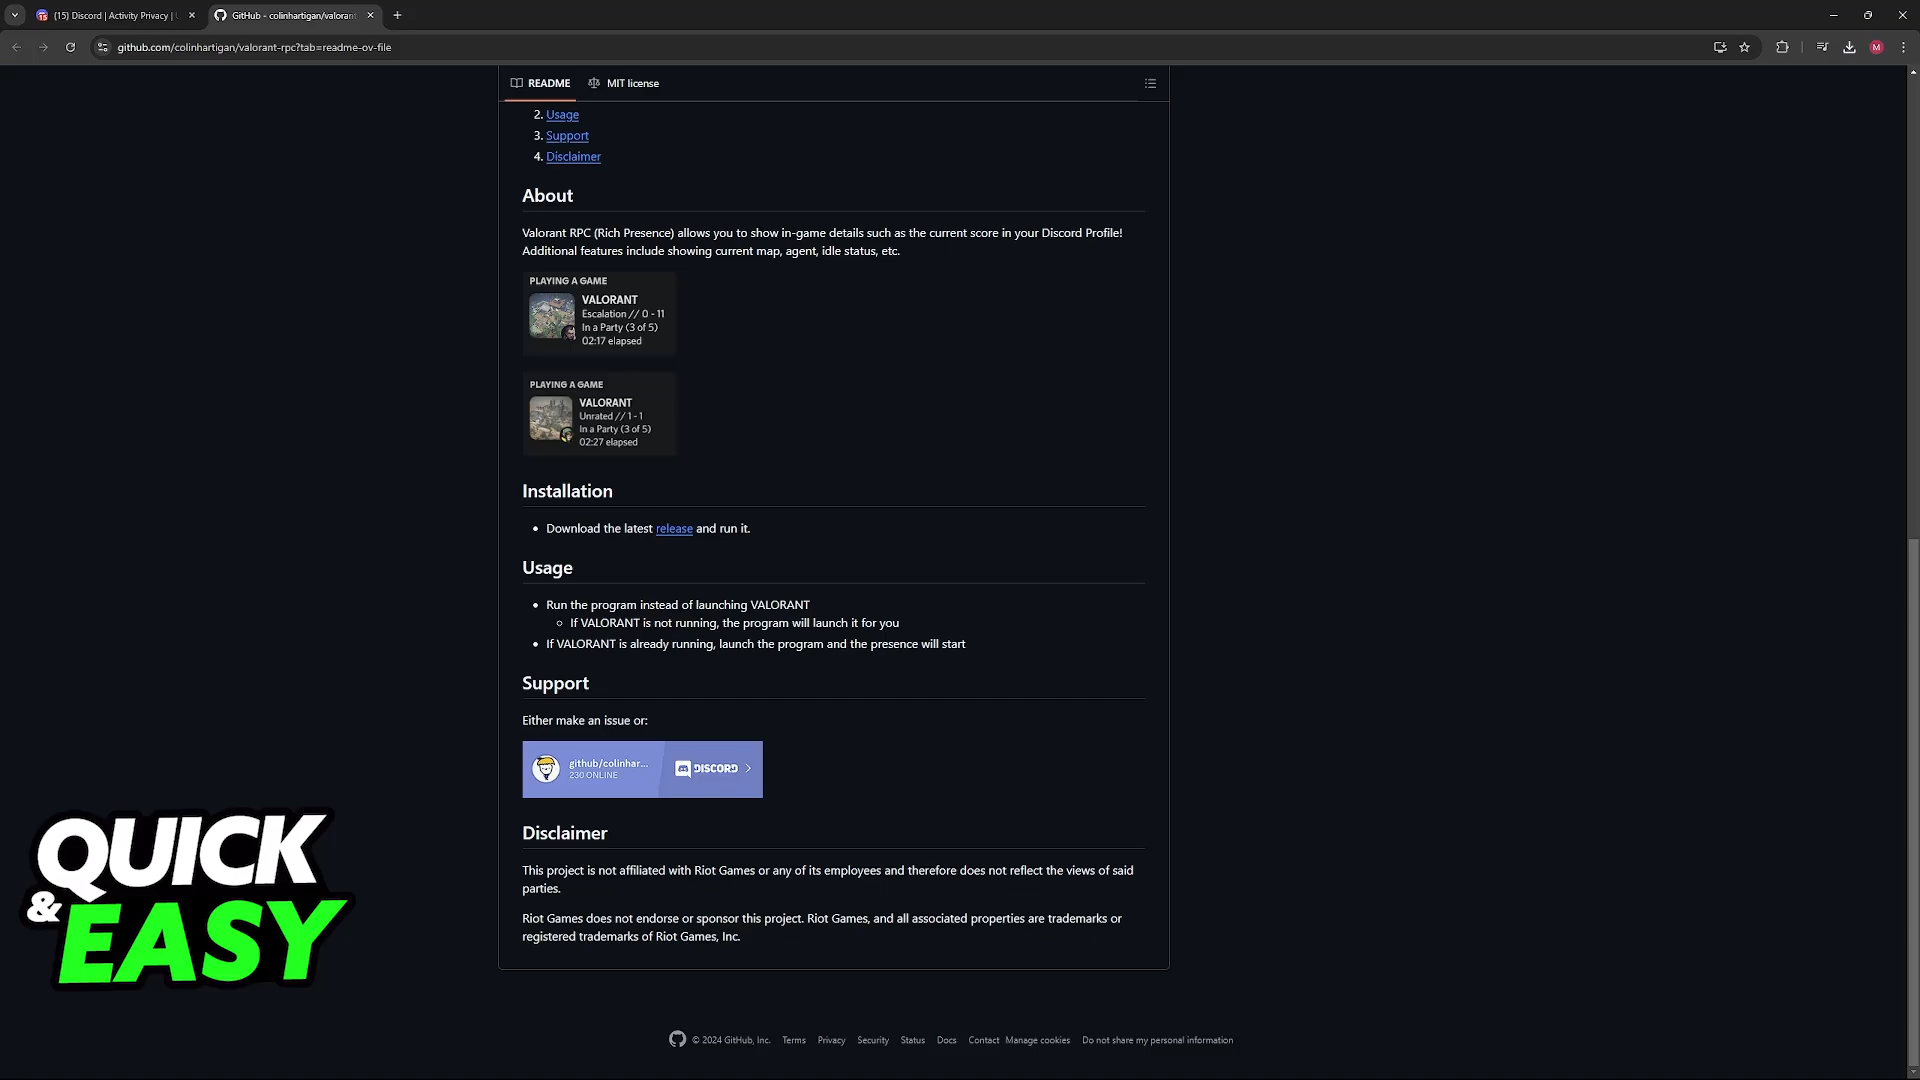 (15) Discord | Activity Privacy |
GitHub - colinhartigan/valorant
github.com/colinhartigan/valorant-rpc?tab=readme-ov-file
M
README
MIT license
2. Usage
3. Support
4. Disclaimer
About
Valorant RPC (Rich Presence) allows you to show in-game details such as the current score in your Discord Profile!
Additional features include showing current map, agent, idle status, etc.
PLAYING A GAME
VALORANT
Escalation // 0 - 11
In a Party (3 of 5)
02:17 elapsed
PLAYING A GAME
VALORANT
Unrated // 1 - 1
In a Party (3 of 5)
02:27 elapsed
Installation
• Download the latest release and run it.
Usage
• Run the program instead of launching VALORANT
◦ If VALORANT is not running, the program will launch it for you
• If VALORANT is already running, launch the program and the presence will start
Support
Either make an issue or:
github/colinhar...
230 ONLINE
DISCORD
Disclaimer
This project is not affiliated with Riot Games or any of its employees and therefore does not reflect the views of said
parties.
Riot Games does not endorse or sponsor this project. Riot Games, and all associated properties are trademarks or
registered trademarks of Riot Games, Inc.
QUICK
& EASY
© 2024 GitHub, Inc. Terms Privacy Security Status Docs Contact Manage cookies Do not share my personal information